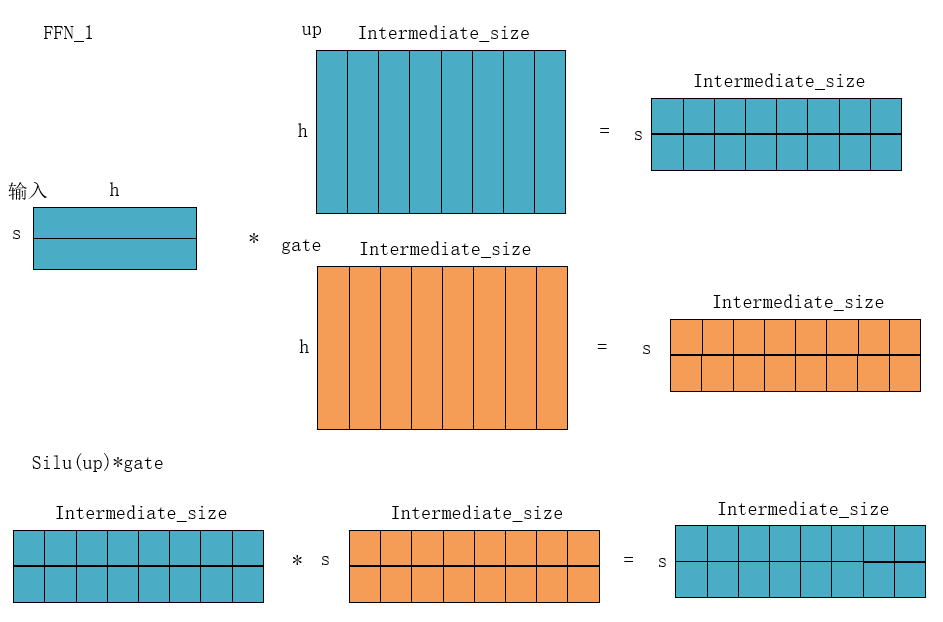 FFN_1
up
Intermediate_size
h
=
Intermediate_size
s
输入
h
s
*
gate
Intermediate_size
h
=
Intermediate_size
s
Silu(up)*gate
Intermediate_size
*
s
Intermediate_size
=
s
Intermediate_size